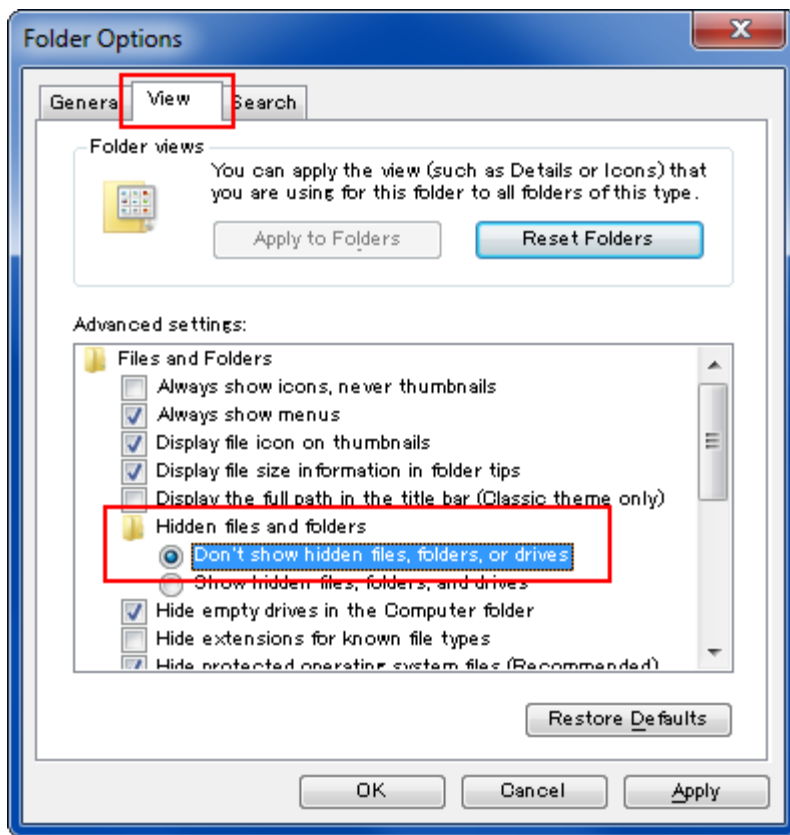 Folder Options
General View Search
Folder views
You can apply the view (such as Details or Icons) that
you are using for this folder to all folders of this type.
Apply to Folders Reset Folders
Advanced settings:
Files and Folders
Always show icons, never thumbnails
Always show menus
Display file icon on thumbnails
Display file size information in folder tips
Display the full path in the title bar (Classic theme only)
Hidden files and folders
Don't show hidden files, folders, or drives
Show hidden files, folders, and drives
Hide empty drives in the Computer folder
Hide extensions for known file types
Hide protected operating system files (Recommended)
Restore Defaults
OK Cancel Apply